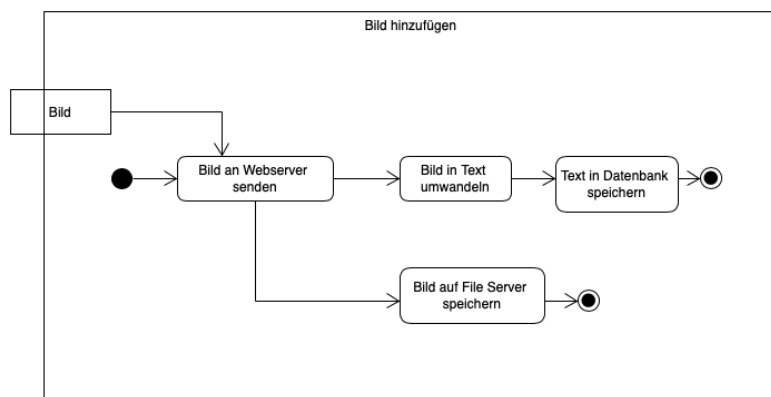 Bild hinzufügen
Bild
Bild an Webserver
senden
Bild in Text
umwandeln
Text in Datenbank
speichern
Bild auf File Server
speichern